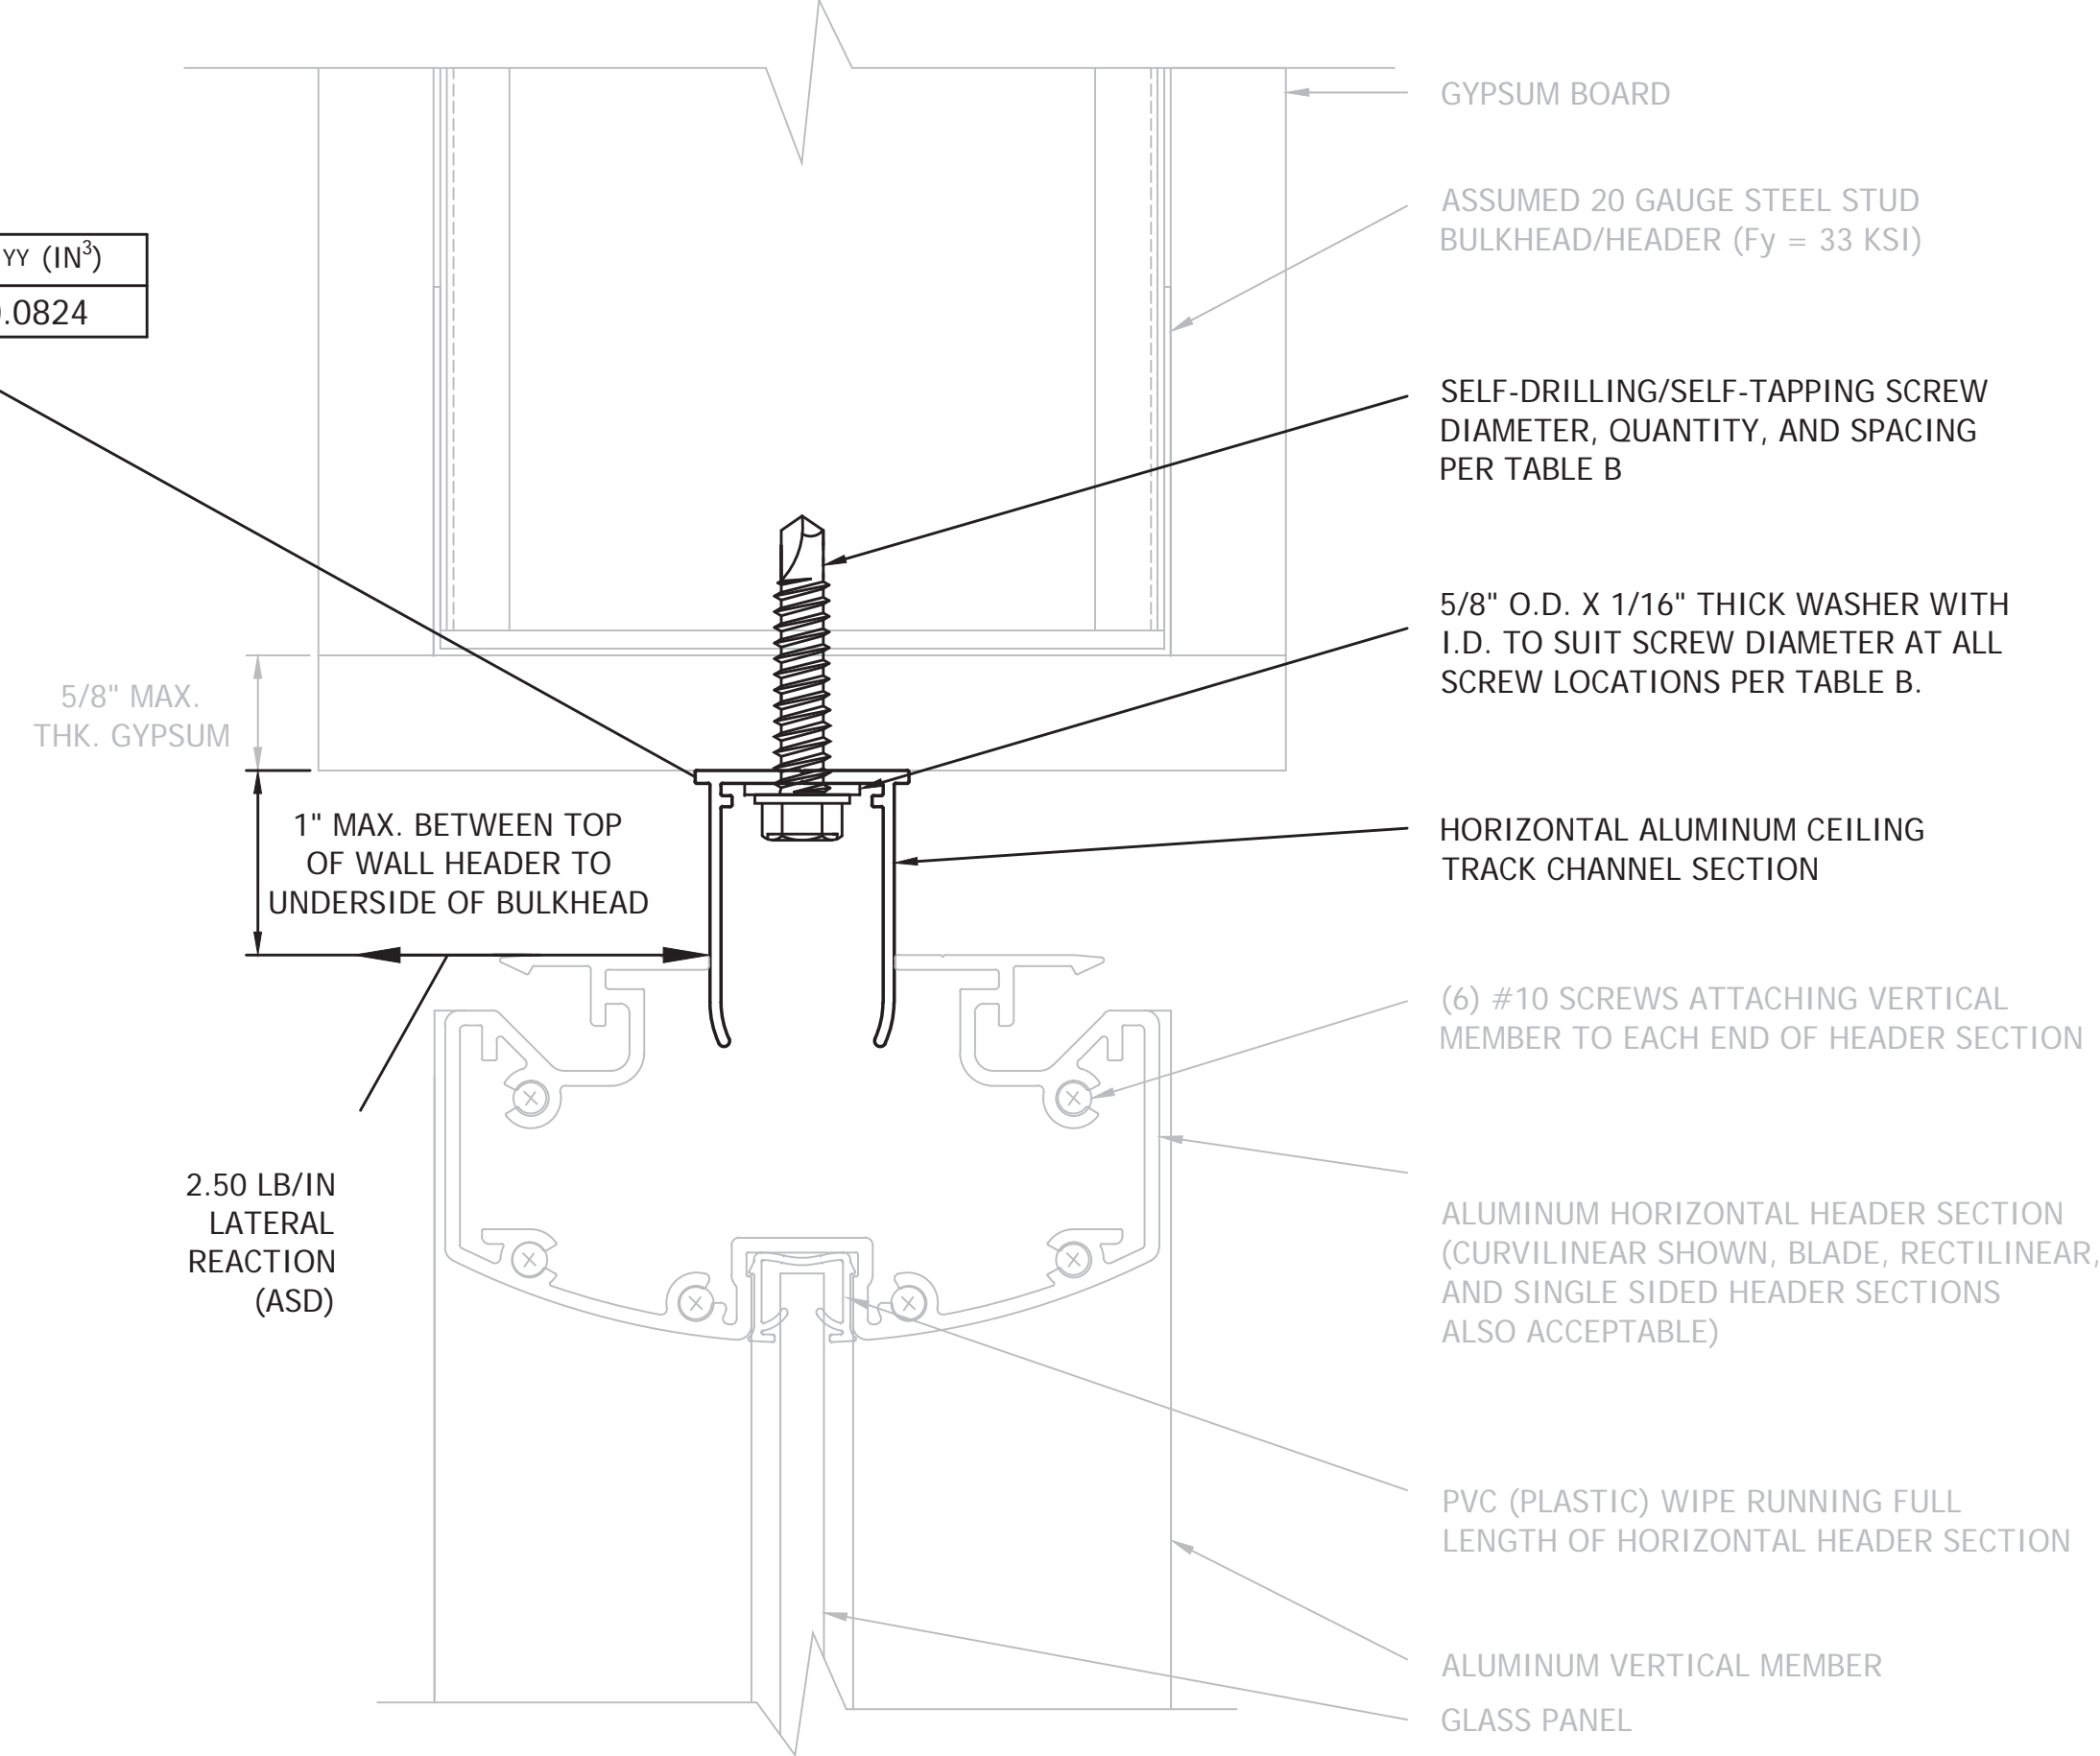 GYPSUM BOARD
ASSUMED 20 GAUGE STEEL STUD
BULKHEAD/HEADER (Fy = 33 KSI)
YY (IN³)
.0824
SELF-DRILLING/SELF-TAPPING SCREW
DIAMETER, QUANTITY, AND SPACING
PER TABLE B
5/8" O.D. X 1/16" THICK WASHER WITH
I.D. TO SUIT SCREW DIAMETER AT ALL
SCREW LOCATIONS PER TABLE B.
5/8" MAX.
THK. GYPSUM
1" MAX. BETWEEN TOP
OF WALL HEADER TO
UNDERSIDE OF BULKHEAD
HORIZONTAL ALUMINUM CEILING
TRACK CHANNEL SECTION
(6) #10 SCREWS ATTACHING VERTICAL
MEMBER TO EACH END OF HEADER SECTION
2.50 LB/IN
LATERAL
REACTION
(ASD)
ALUMINUM HORIZONTAL HEADER SECTION
(CURVILINEAR SHOWN, BLADE, RECTILINEAR,
AND SINGLE SIDED HEADER SECTIONS
ALSO ACCEPTABLE)
PVC (PLASTIC) WIPE RUNNING FULL
LENGTH OF HORIZONTAL HEADER SECTION
ALUMINUM VERTICAL MEMBER
GLASS PANEL